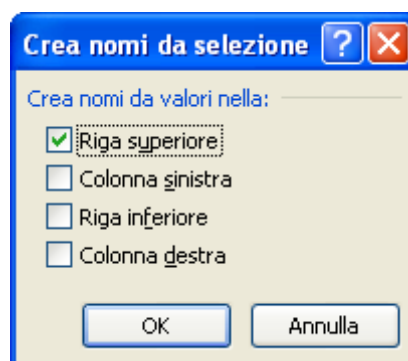 Crea nomi da selezione
Crea nomi da valori nella:
Riga superiore
Colonna sinistra
Riga inferiore
Colonna destra
OK Annulla